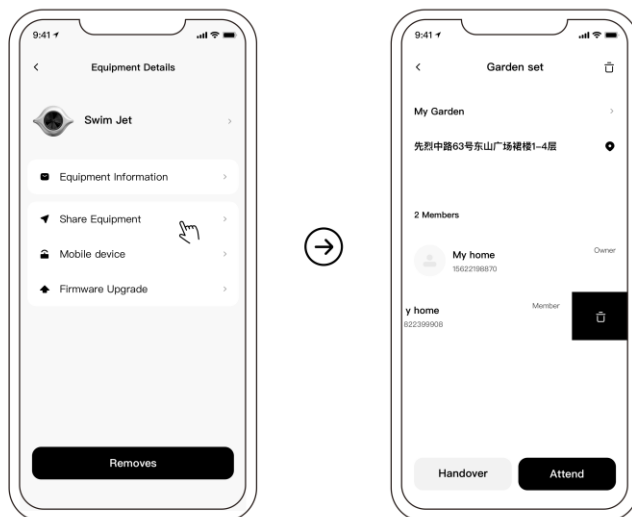 9:41
Equipment Details
Swim Jet
Equipment Information
Share Equipment
Mobile device
Firmware Upgrade
Removes
9:41
Garden set
My Garden
先烈中路63号东山广场裙楼1-4层
2 Members
My home
Owner
15622198870
y home
Member
822399908
Handover
Attend